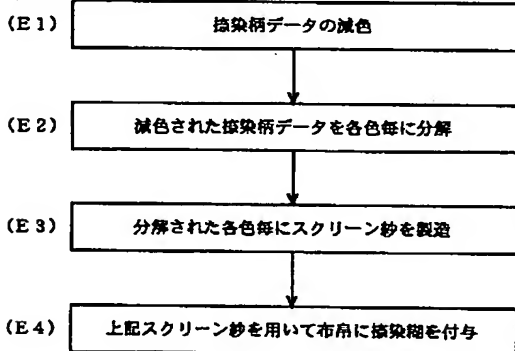 (E1) 捺染柄データの減色
(E2) 減色された捺染柄データを各色毎に分解
(E3) 分解された各色毎にスクリーン紗を製造
(E4) 上記スクリーン紗を用いて布帛に捺染糊を付与